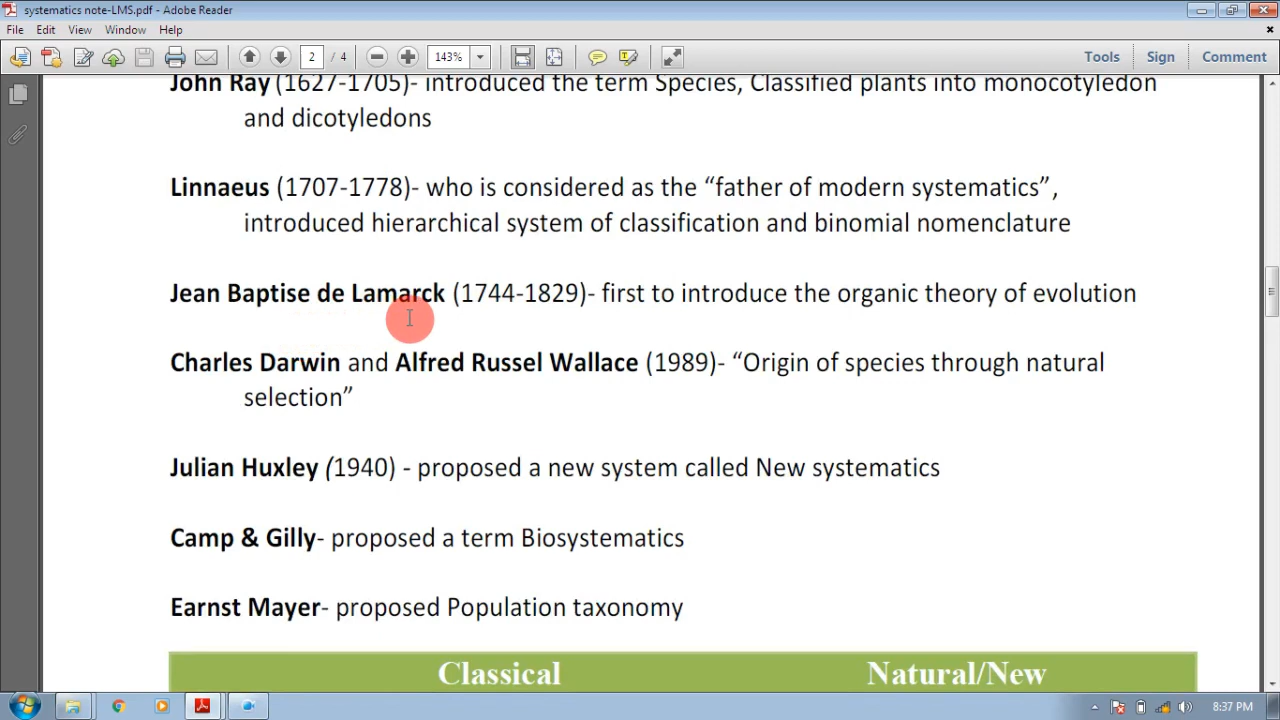 systematics note-LMS.pdf - Adobe Reader
File Edit View Window Help
2 / 4 143% Tools Sign Comment
John Ray (1627-1705)- introduced the term Species, Classified plants into monocotyledon
and dicotyledons
Linnaeus (1707-1778)- who is considered as the “father of modern systematics”,
introduced hierarchical system of classification and binomial nomenclature
Jean Baptise de Lamarck (1744-1829)- first to introduce the organic theory of evolution
Charles Darwin and Alfred Russel Wallace (1989)- “Origin of species through natural
selection”
Julian Huxley (1940) - proposed a new system called New systematics
Camp & Gilly- proposed a term Biosystematics
Earnst Mayer- proposed Population taxonomy
Classical Natural/New
8:37 PM